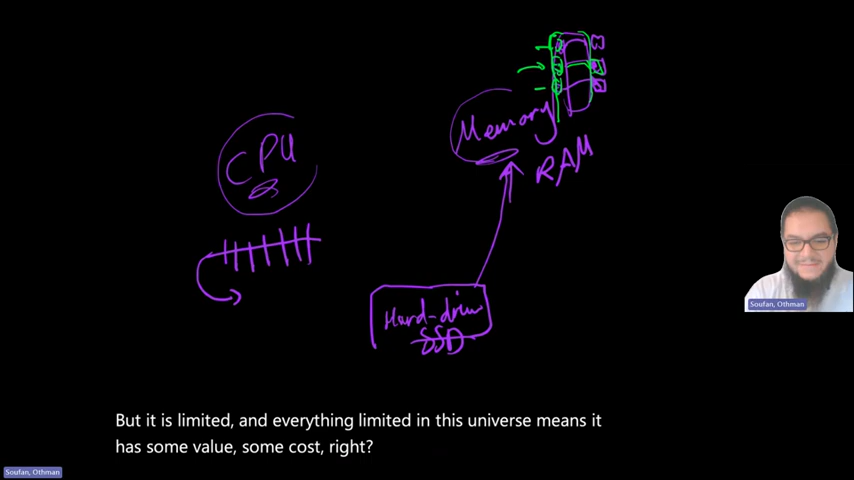 Memory
RAM
CPU
Hard-drive
SSD
Soufan, Othman
But it is limited, and everything limited in this universe means it
has some value, some cost, right?
Soufan, Othman